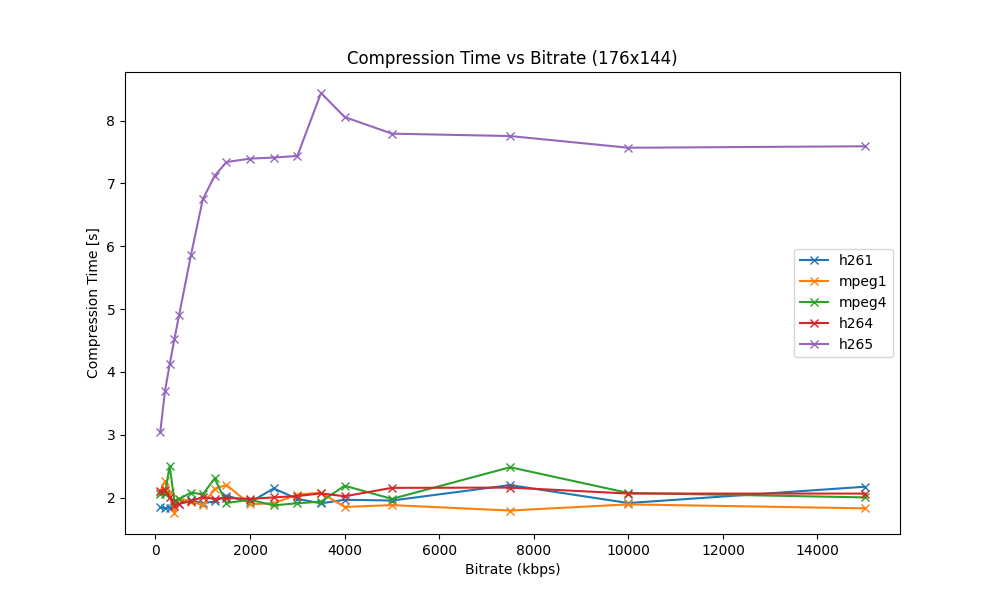 Compression Time vs Bitrate (176x144)
8
7
6
5
4
3
2
Compression Time [s]
h261
mpeg1
mpeg4
h264
h265
0 2000 4000 6000 8000 10000 12000 14000
Bitrate (kbps)